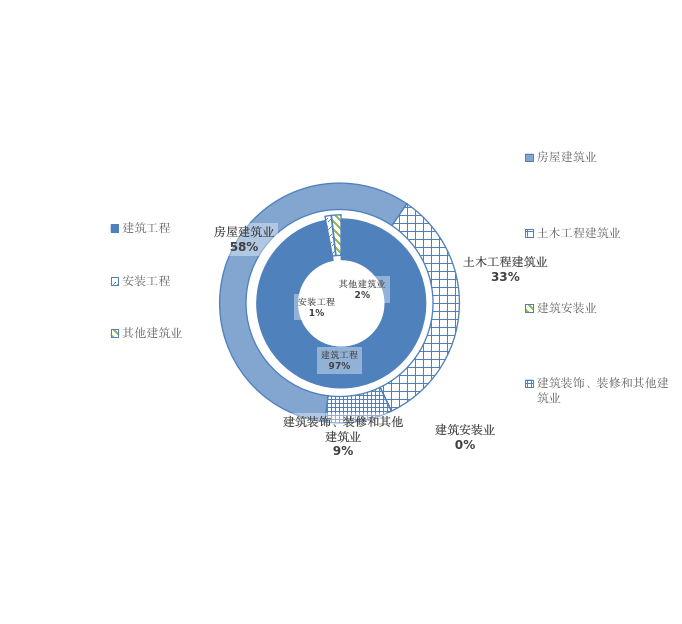 房屋建筑业
建筑工程
房屋建筑业
58%
土木工程建筑业
土木工程建筑业
33%
安装工程
其他建筑业
2%
安装工程
1%
建筑安装业
其他建筑业
建筑工程
97%
建筑装饰、装修和其他建
筑业
建筑装饰、装修和其他
建筑业
9%
建筑安装业
0%